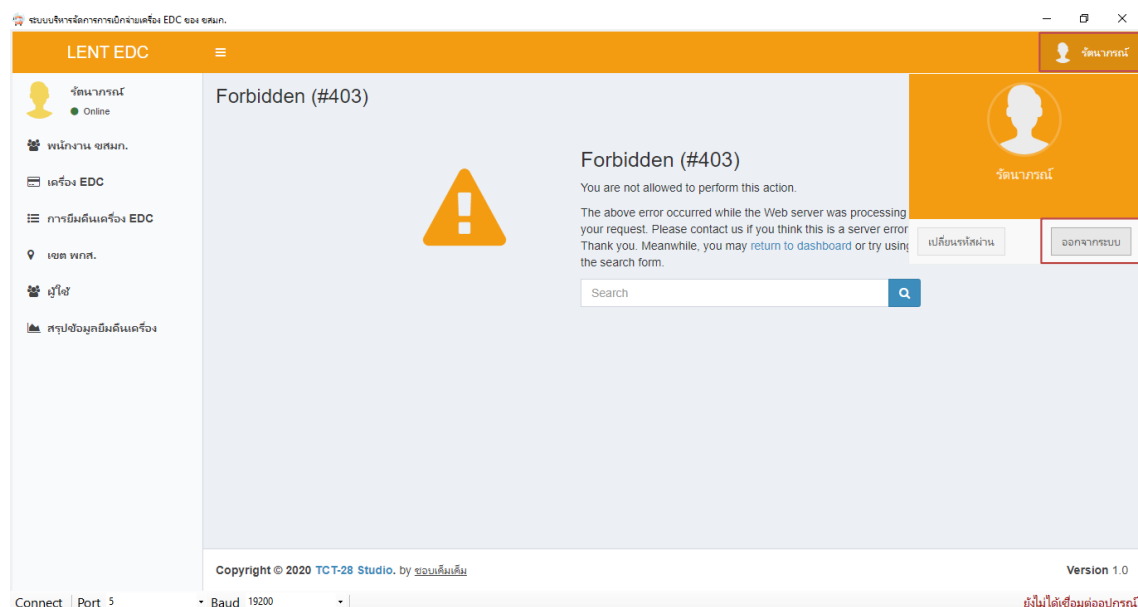 ระบบบริหารจัดการการเบิกจ่ายเครื่อง EDC ของ ขสมก.
LENT EDC
รัตนาภรณ์
รัตนาภรณ์
Online
พนักงาน ขสมก.
เครื่อง EDC
การยืมคืนเครื่อง EDC
เขต พกส.
ผู้ใช้
สรุปข้อมูลยืมคืนเครื่อง
Forbidden (#403)
Forbidden (#403)
You are not allowed to perform this action.
The above error occurred while the Web server was processing
your request. Please contact us if you think this is a server error
Thank you. Meanwhile, you may return to dashboard or try using
the search form.
Search
รัตนาภรณ์
เปลี่ยนรหัสผ่าน
ออกจากระบบ
Copyright © 2020 TCT-28 Studio. by ชอบเค็มเค็ม
Version 1.0
Connect Port 5 Baud 19200
ยังไม่ได้เชื่อมต่ออุปกรณ์